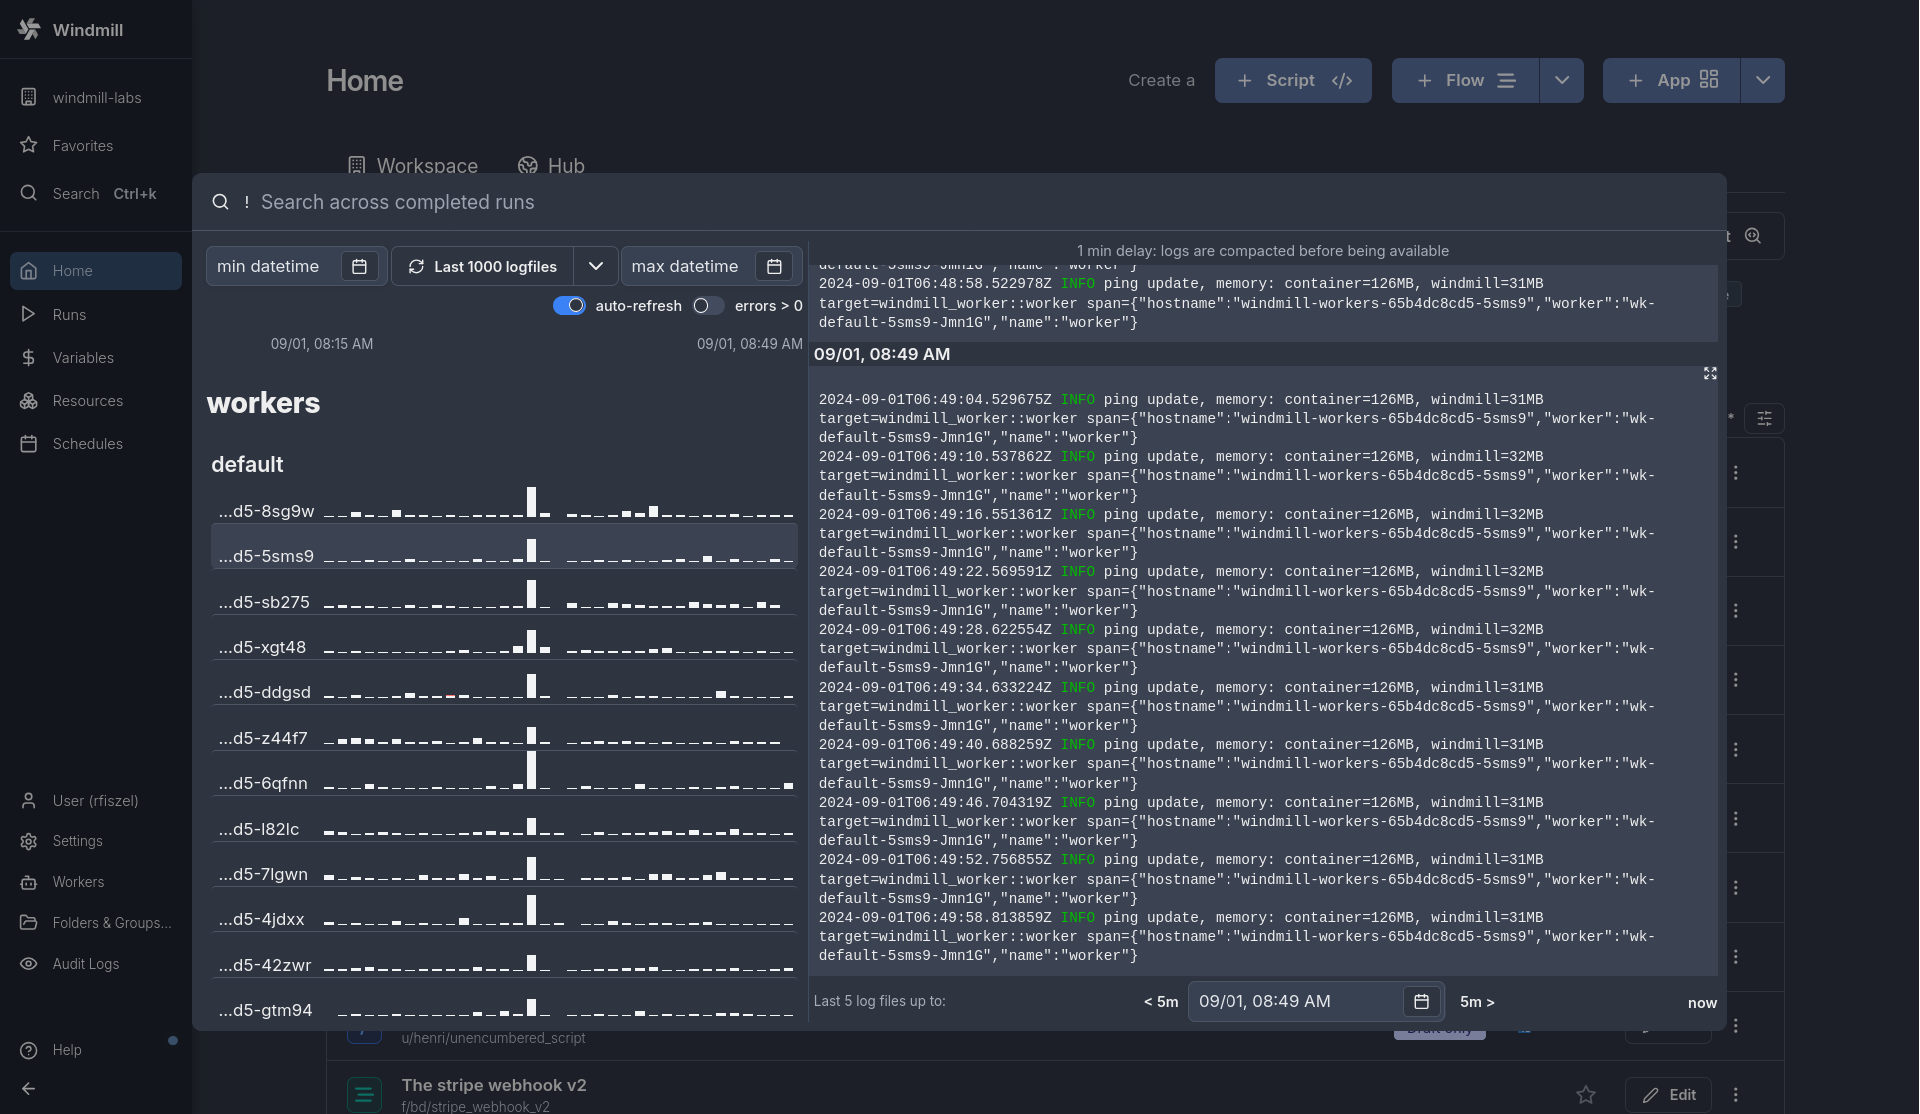 Windmill
windmill-labs
Favorites
Search Ctrl+k
Home
Runs
Variables
Resources
Schedules
User (rfiszel)
Settings
Workers
Folders & Groups...
Audit Logs
Help
Home
Create a
+ Script </>
+ Flow
+ App
Workspace
Hub
! Search across completed runs
min datetime
Last 1000 logfiles
max datetime
auto-refresh
errors > 0
09/01, 08:15 AM
09/01, 08:49 AM
workers
default
...d5-8sg9w
...d5-5sms9
...d5-sb275
...d5-xgt48
...d5-ddgsd
...d5-z44f7
...d5-6qfnn
...d5-l82lc
...d5-7lgwn
...d5-4jdxx
...d5-42zwr
...d5-gtm94
1 min delay: logs are compacted before being available
default-5sms9-Jmn1G","name":"worker"}
2024-09-01T06:48:58.522978Z INFO ping update, memory: container=126MB, windmill=31MB
target=windmill_worker::worker span={"hostname":"windmill-workers-65b4dc8cd5-5sms9","worker":"wk-
default-5sms9-Jmn1G","name":"worker"}
09/01, 08:49 AM
2024-09-01T06:49:04.529675Z INFO ping update, memory: container=126MB, windmill=31MB
target=windmill_worker::worker span={"hostname":"windmill-workers-65b4dc8cd5-5sms9","worker":"wk-
default-5sms9-Jmn1G","name":"worker"}
2024-09-01T06:49:10.537862Z INFO ping update, memory: container=126MB, windmill=32MB
target=windmill_worker::worker span={"hostname":"windmill-workers-65b4dc8cd5-5sms9","worker":"wk-
default-5sms9-Jmn1G","name":"worker"}
2024-09-01T06:49:16.551361Z INFO ping update, memory: container=126MB, windmill=32MB
target=windmill_worker::worker span={"hostname":"windmill-workers-65b4dc8cd5-5sms9","worker":"wk-
default-5sms9-Jmn1G","name":"worker"}
2024-09-01T06:49:22.569591Z INFO ping update, memory: container=126MB, windmill=32MB
target=windmill_worker::worker span={"hostname":"windmill-workers-65b4dc8cd5-5sms9","worker":"wk-
default-5sms9-Jmn1G","name":"worker"}
2024-09-01T06:49:28.622554Z INFO ping update, memory: container=126MB, windmill=32MB
target=windmill_worker::worker span={"hostname":"windmill-workers-65b4dc8cd5-5sms9","worker":"wk-
default-5sms9-Jmn1G","name":"worker"}
2024-09-01T06:49:34.633224Z INFO ping update, memory: container=126MB, windmill=31MB
target=windmill_worker::worker span={"hostname":"windmill-workers-65b4dc8cd5-5sms9","worker":"wk-
default-5sms9-Jmn1G","name":"worker"}
2024-09-01T06:49:40.688259Z INFO ping update, memory: container=126MB, windmill=31MB
target=windmill_worker::worker span={"hostname":"windmill-workers-65b4dc8cd5-5sms9","worker":"wk-
default-5sms9-Jmn1G","name":"worker"}
2024-09-01T06:49:46.704319Z INFO ping update, memory: container=126MB, windmill=31MB
target=windmill_worker::worker span={"hostname":"windmill-workers-65b4dc8cd5-5sms9","worker":"wk-
default-5sms9-Jmn1G","name":"worker"}
2024-09-01T06:49:52.756855Z INFO ping update, memory: container=126MB, windmill=31MB
target=windmill_worker::worker span={"hostname":"windmill-workers-65b4dc8cd5-5sms9","worker":"wk-
default-5sms9-Jmn1G","name":"worker"}
2024-09-01T06:49:58.813859Z INFO ping update, memory: container=126MB, windmill=31MB
target=windmill_worker::worker span={"hostname":"windmill-workers-65b4dc8cd5-5sms9","worker":"wk-
default-5sms9-Jmn1G","name":"worker"}
Last 5 log files up to:
< 5m
09/01, 08:49 AM
5m >
now
u/henri/unencumbered_script
Draft only
The stripe webhook v2
f/bd/stripe_webhook_v2
Edit